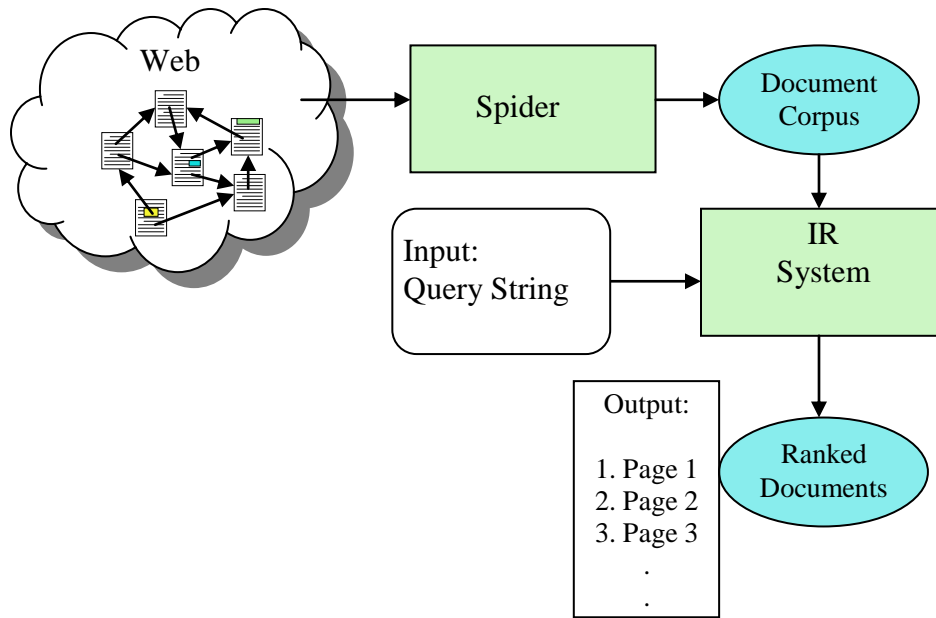 Web
Spider
Document
Corpus
Input:
Query String
IR
System
Output:
1. Page 1
2. Page 2
3. Page 3
.
.
Ranked
Documents